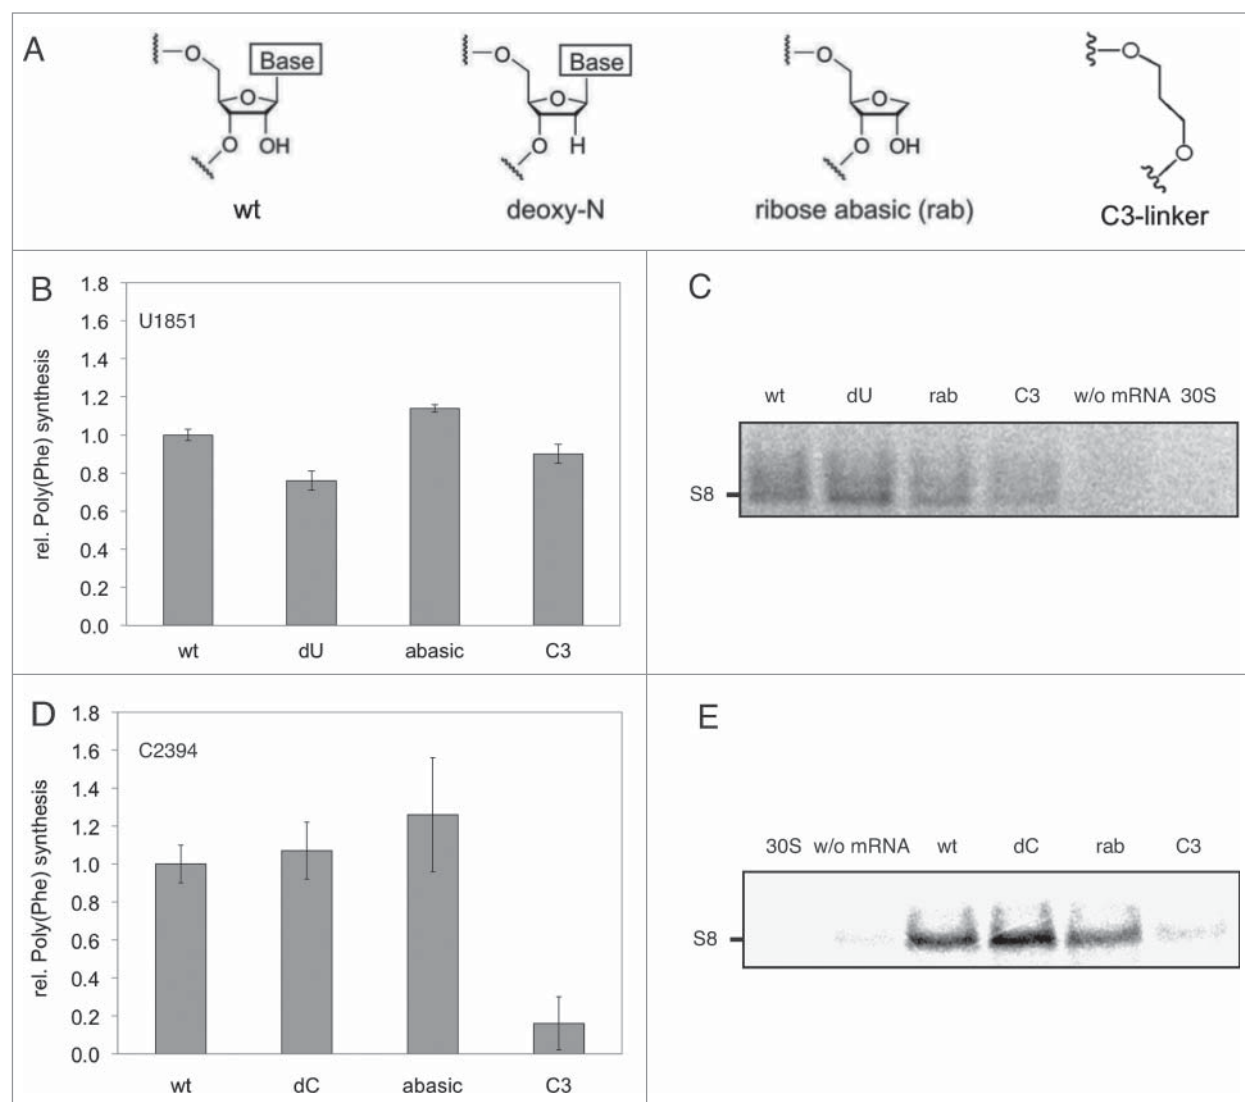 A
O
Base
O
O
OH
wt
O
Base
O
O
H
deoxy-N
O
O
O
OH
ribose abasic (rab)
O
O
C3-linker
B
rel. Poly(Phe) synthesis
1.8
1.6
1.4
1.2
1.0
0.8
0.6
0.4
0.2
0.0
U1851
wt dU abasic C3
C
wt dU rab C3 w/o mRNA 30S
S8
D
rel. Poly(Phe) synthesis
1.8
1.6
1.4
1.2
1.0
0.8
0.6
0.4
0.2
0.0
C2394
wt dC abasic C3
E
30S w/o mRNA wt dC rab C3
S8